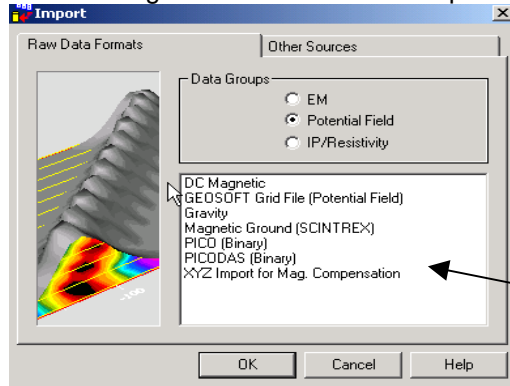 Import
Raw Data Formats
Other Sources
Data Groups
EM
Potential Field
IP/Resistivity
DC Magnetic
GEOSOFT Grid File (Potential Field)
Gravity
Magnetic Ground (SCINTREX)
PICO (Binary)
PICODAS (Binary)
XYZ Import for Mag. Compensation
-100
OK
Cancel
Help